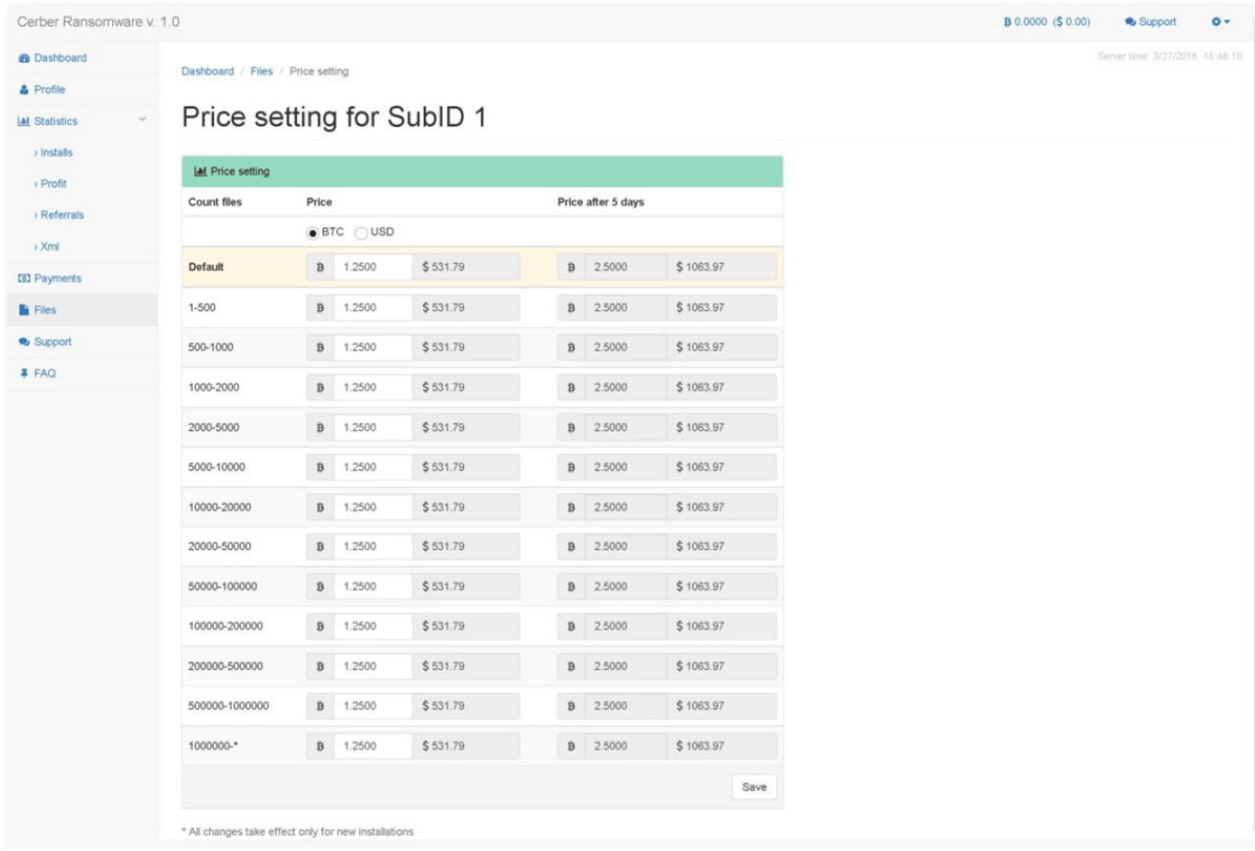 Cerber Ransomware v. 1.0
฿ 0.0000 ($ 0.00) Support
Server time: 3/27/2016 16:48:19
Dashboard
Profile
Statistics
› Installs
› Profit
› Referrals
› Xml
Payments
Files
Support
FAQ
Dashboard / Files / Price setting
Price setting for SubID 1
Price setting
Count files Price Price after 5 days
BTC USD
Default ฿ 1.2500 $ 531.79 ฿ 2.5000 $ 1063.97
1-500 ฿ 1.2500 $ 531.79 ฿ 2.5000 $ 1063.97
500-1000 ฿ 1.2500 $ 531.79 ฿ 2.5000 $ 1063.97
1000-2000 ฿ 1.2500 $ 531.79 ฿ 2.5000 $ 1063.97
2000-5000 ฿ 1.2500 $ 531.79 ฿ 2.5000 $ 1063.97
5000-10000 ฿ 1.2500 $ 531.79 ฿ 2.5000 $ 1063.97
10000-20000 ฿ 1.2500 $ 531.79 ฿ 2.5000 $ 1063.97
20000-50000 ฿ 1.2500 $ 531.79 ฿ 2.5000 $ 1063.97
50000-100000 ฿ 1.2500 $ 531.79 ฿ 2.5000 $ 1063.97
100000-200000 ฿ 1.2500 $ 531.79 ฿ 2.5000 $ 1063.97
200000-500000 ฿ 1.2500 $ 531.79 ฿ 2.5000 $ 1063.97
500000-1000000 ฿ 1.2500 $ 531.79 ฿ 2.5000 $ 1063.97
1000000-* ฿ 1.2500 $ 531.79 ฿ 2.5000 $ 1063.97
Save
* All changes take effect only for new installations